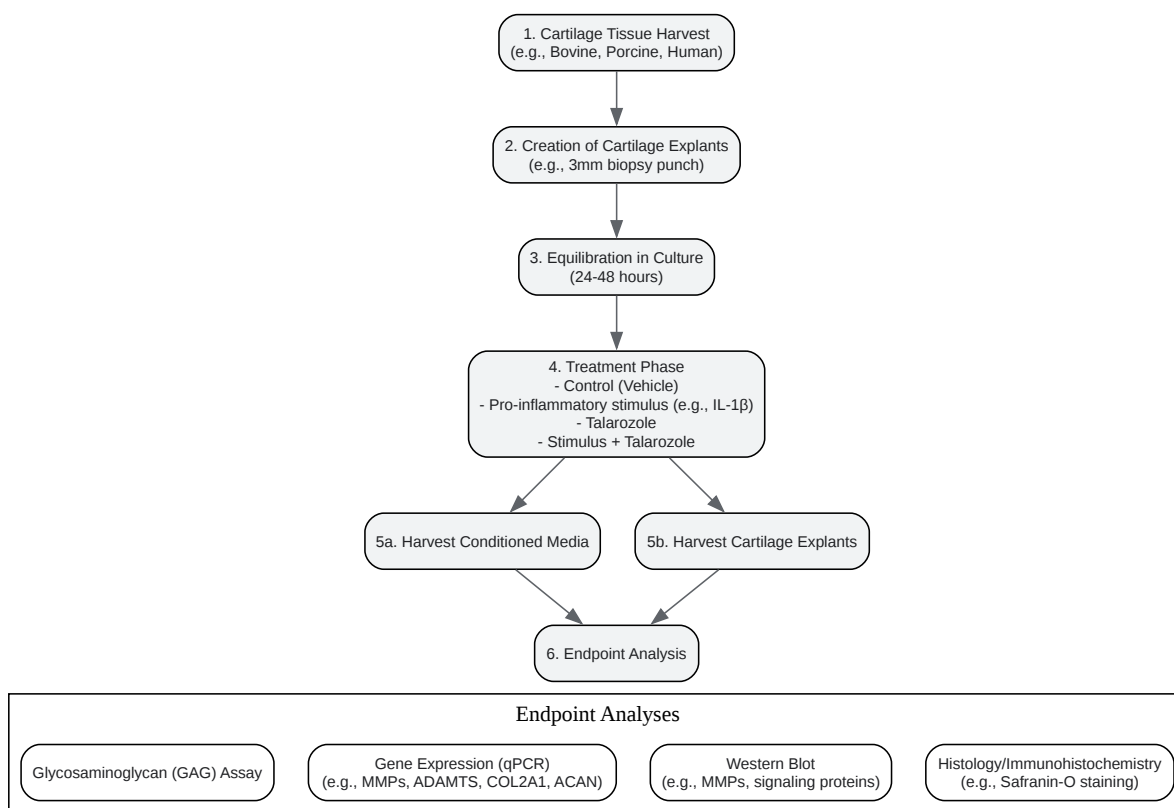 1. Cartilage Tissue Harvest
(e.g., Bovine, Porcine, Human)
2. Creation of Cartilage Explants
(e.g., 3mm biopsy punch)
3. Equilibration in Culture
(24-48 hours)
4. Treatment Phase
- Control (Vehicle)
- Pro-inflammatory stimulus (e.g., IL-1β)
- Talarozole
- Stimulus + Talarozole
5a. Harvest Conditioned Media
5b. Harvest Cartilage Explants
6. Endpoint Analysis
Endpoint Analyses
Glycosaminoglycan (GAG) Assay
Gene Expression (qPCR)
(e.g., MMPs, ADAMTS, COL2A1, ACAN)
Western Blot
(e.g., MMPs, signaling proteins)
Histology/Immunohistochemistry
(e.g., Safranin-O staining)